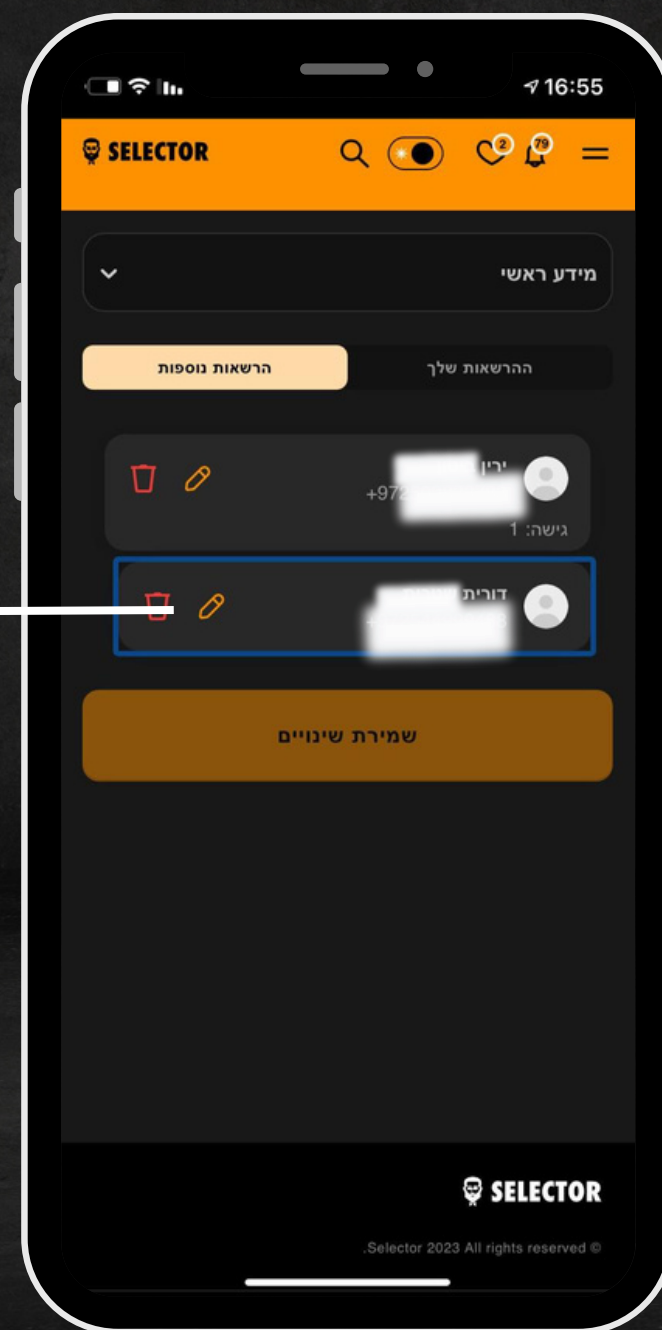 16:55
SELECTOR
2
79
מידע ראשי
ההרשאות שלך
הרשאות נוספות
ירין
+972
גישה: 1
דורית
שמירת שינויים
SELECTOR
.Selector 2023 All rights reserved ©